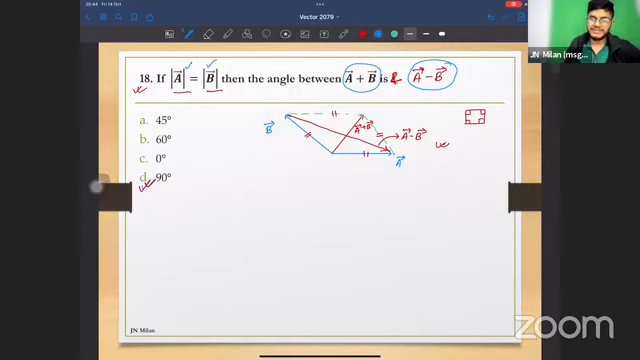 20:44 Fri 14 Oct
Vector 2079
JN Milan (msg...
18. If |A⃗| = |B⃗| then the angle between A⃗ + B⃗ is & A⃗ - B⃗
a. 45°
b. 60°
c. 0°
d. 90°
B⃗
A⃗+B⃗
A⃗ - B⃗
A⃗
JN Milan
zoom